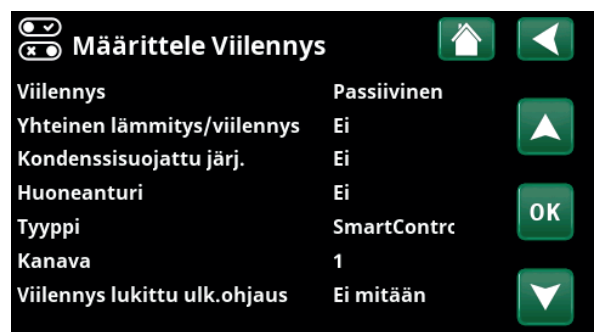 Määrittele Viilennys
Viilennys Passiivinen
Yhteinen lämmitys/viilennys Ei
Kondenssisuojattu järj. Ei
Huoneanturi Ei
Tyyppi SmartContrc
Kanava 1
OK
Viilennys lukittu ulk.ohjaus Ei mitään